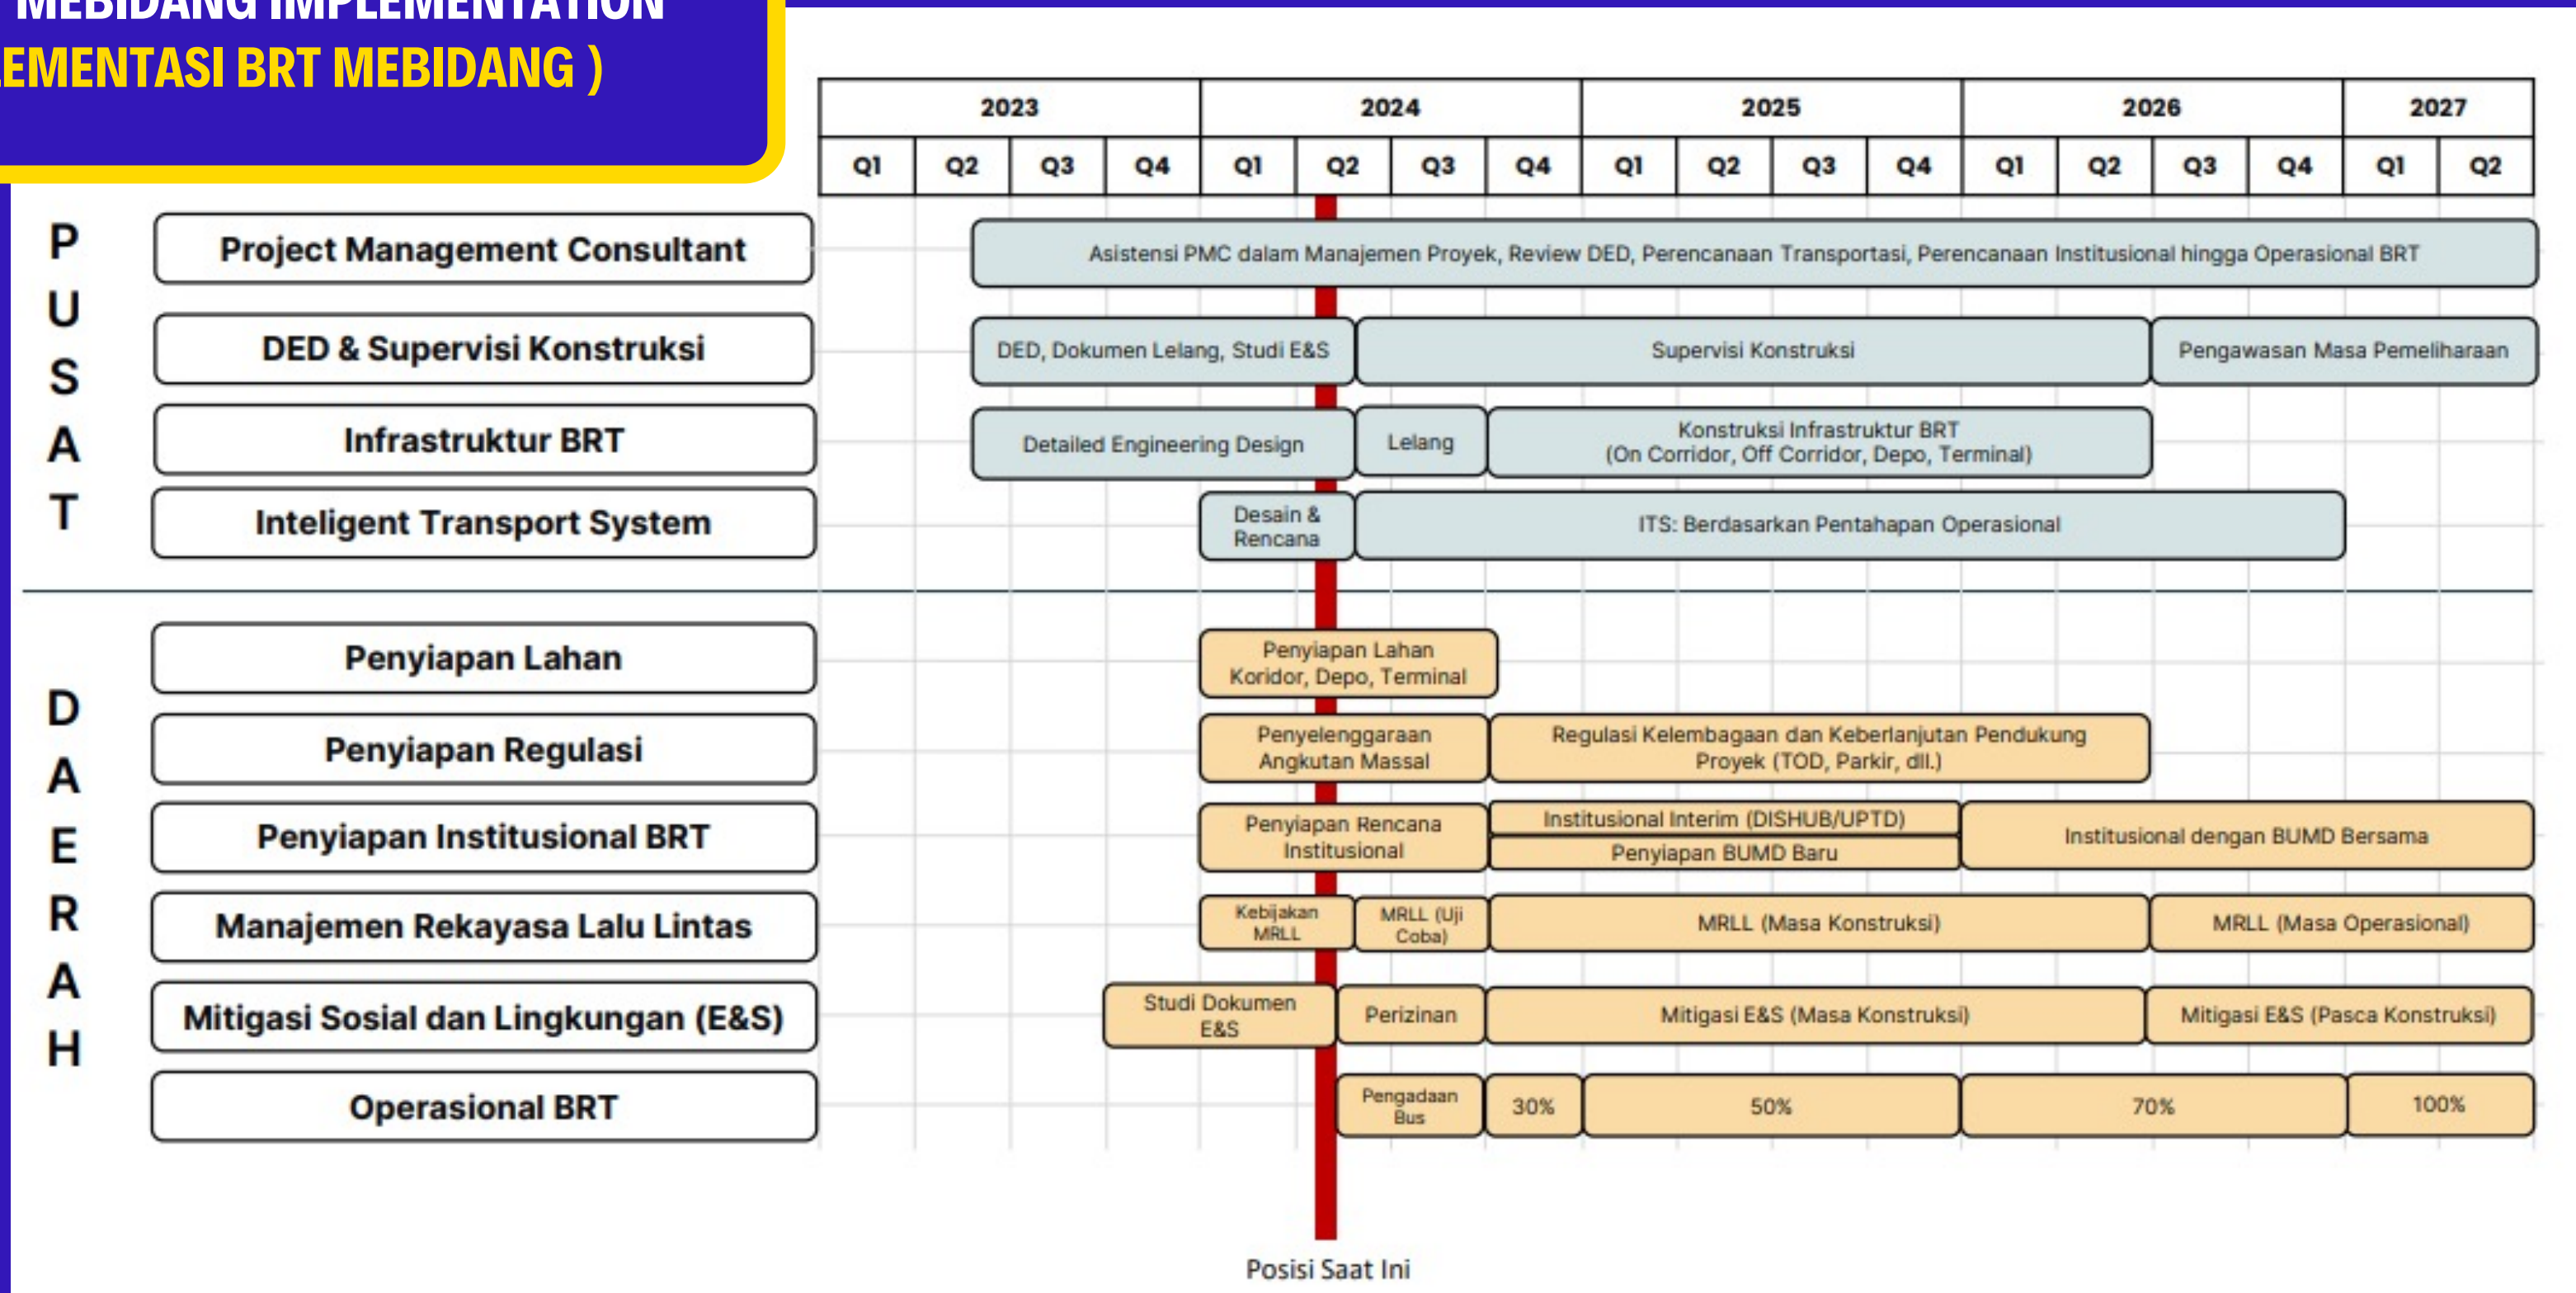 MEBIDANG IMPLEMENTATION
EMENTASI BRT MEBIDANG )
2023 2024 2025 2026 2027
Q1 Q2 Q3 Q4 Q1 Q2 Q3 Q4 Q1 Q2 Q3 Q4 Q1 Q2 Q3 Q4 Q1 Q2
PUSAT
Project Management Consultant
Asistensi PMC dalam Manajemen Proyek, Review DED, Perencanaan Transportasi, Perencanaan Institusional hingga Operasional BRT
DED & Supervisi Konstruksi
DED, Dokumen Lelang, Studi E&S
Supervisi Konstruksi
Pengawasan Masa Pemeliharaan
Infrastruktur BRT
Detailed Engineering Design
Lelang
Konstruksi Infrastruktur BRT
(On Corridor, Off Corridor, Depo, Terminal)
Inteligent Transport System
Desain &
Rencana
ITS: Berdasarkan Pentahapan Operasional
DAERAH
Penyiapan Lahan
Penyiapan Lahan
Koridor, Depo, Terminal
Penyiapan Regulasi
Penyelenggaraan
Angkutan Massal
Regulasi Kelembagaan dan Keberlanjutan Pendukung
Proyek (TOD, Parkir, dll.)
Penyiapan Institusional BRT
Penyiapan Rencana
Institusional
Institusional Interim (DISHUB/UPTD)
Penyiapan BUMD Baru
Institusional dengan BUMD Bersama
Manajemen Rekayasa Lalu Lintas
Kebijakan
MRLL
MRLL (Uji
Coba)
MRLL (Masa Konstruksi)
MRLL (Masa Operasional)
Mitigasi Sosial dan Lingkungan (E&S)
Studi Dokumen
E&S
Perizinan
Mitigasi E&S (Masa Konstruksi)
Mitigasi E&S (Pasca Konstruksi)
Operasional BRT
Pengadaan
Bus
30%
50%
70%
100%
Posisi Saat Ini